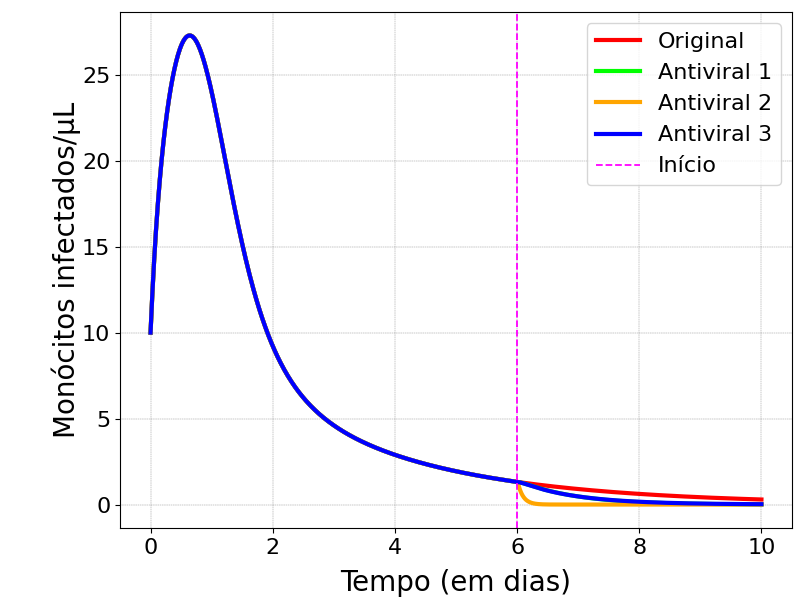 Original
Antiviral 1
Antiviral 2
Antiviral 3
Início
Monócitos infectados/μL
25
20
15
10
5
0
0 2 4 6 8 10
Tempo (em dias)